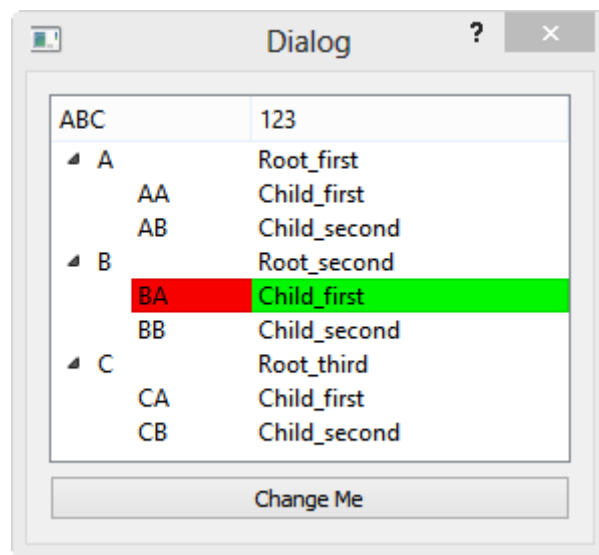 Dialog ?
ABC 123
A Root_first
AA Child_first
AB Child_second
B Root_second
BA Child_first
BB Child_second
C Root_third
CA Child_first
CB Child_second
Change Me